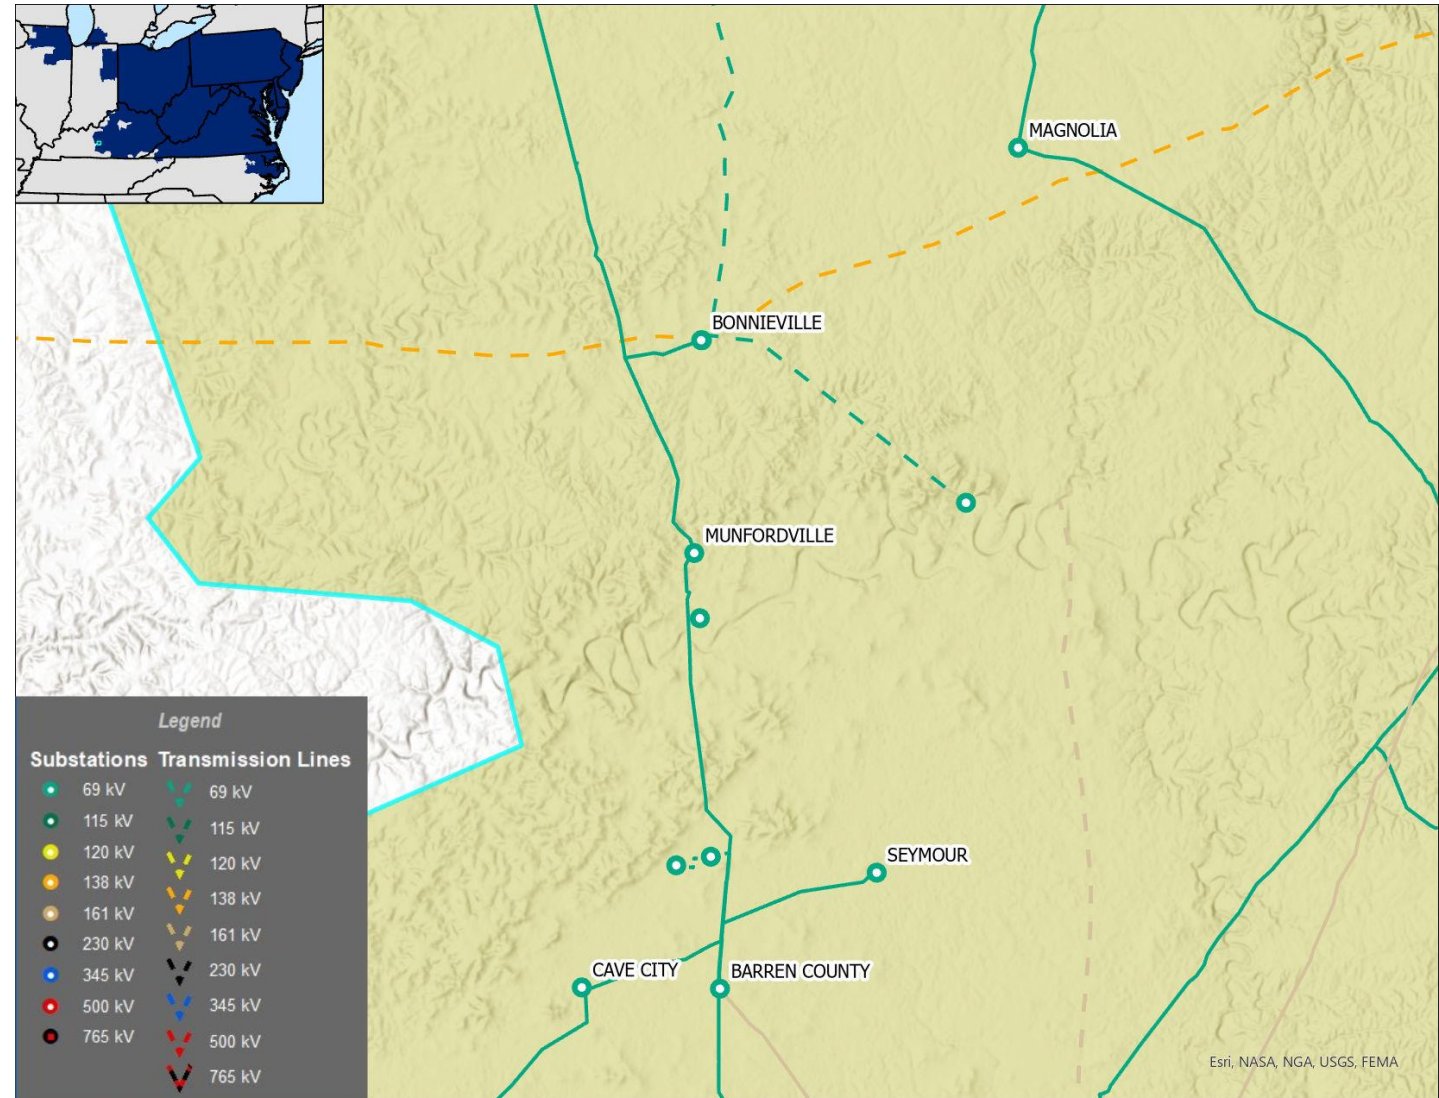 MAGNOLIA
BONNIEVILLE
MUNFORDVILLE
SEYMOUR
CAVE CITY
BARREN COUNTY
Legend
Substations Transmission Lines
69 kV 69 kV
115 kV 115 kV
120 kV 120 kV
138 kV 138 kV
161 kV 161 kV
230 kV 230 kV
345 kV 345 kV
500 kV 500 kV
765 kV 765 kV
Esri, NASA, NGA, USGS, FEMA